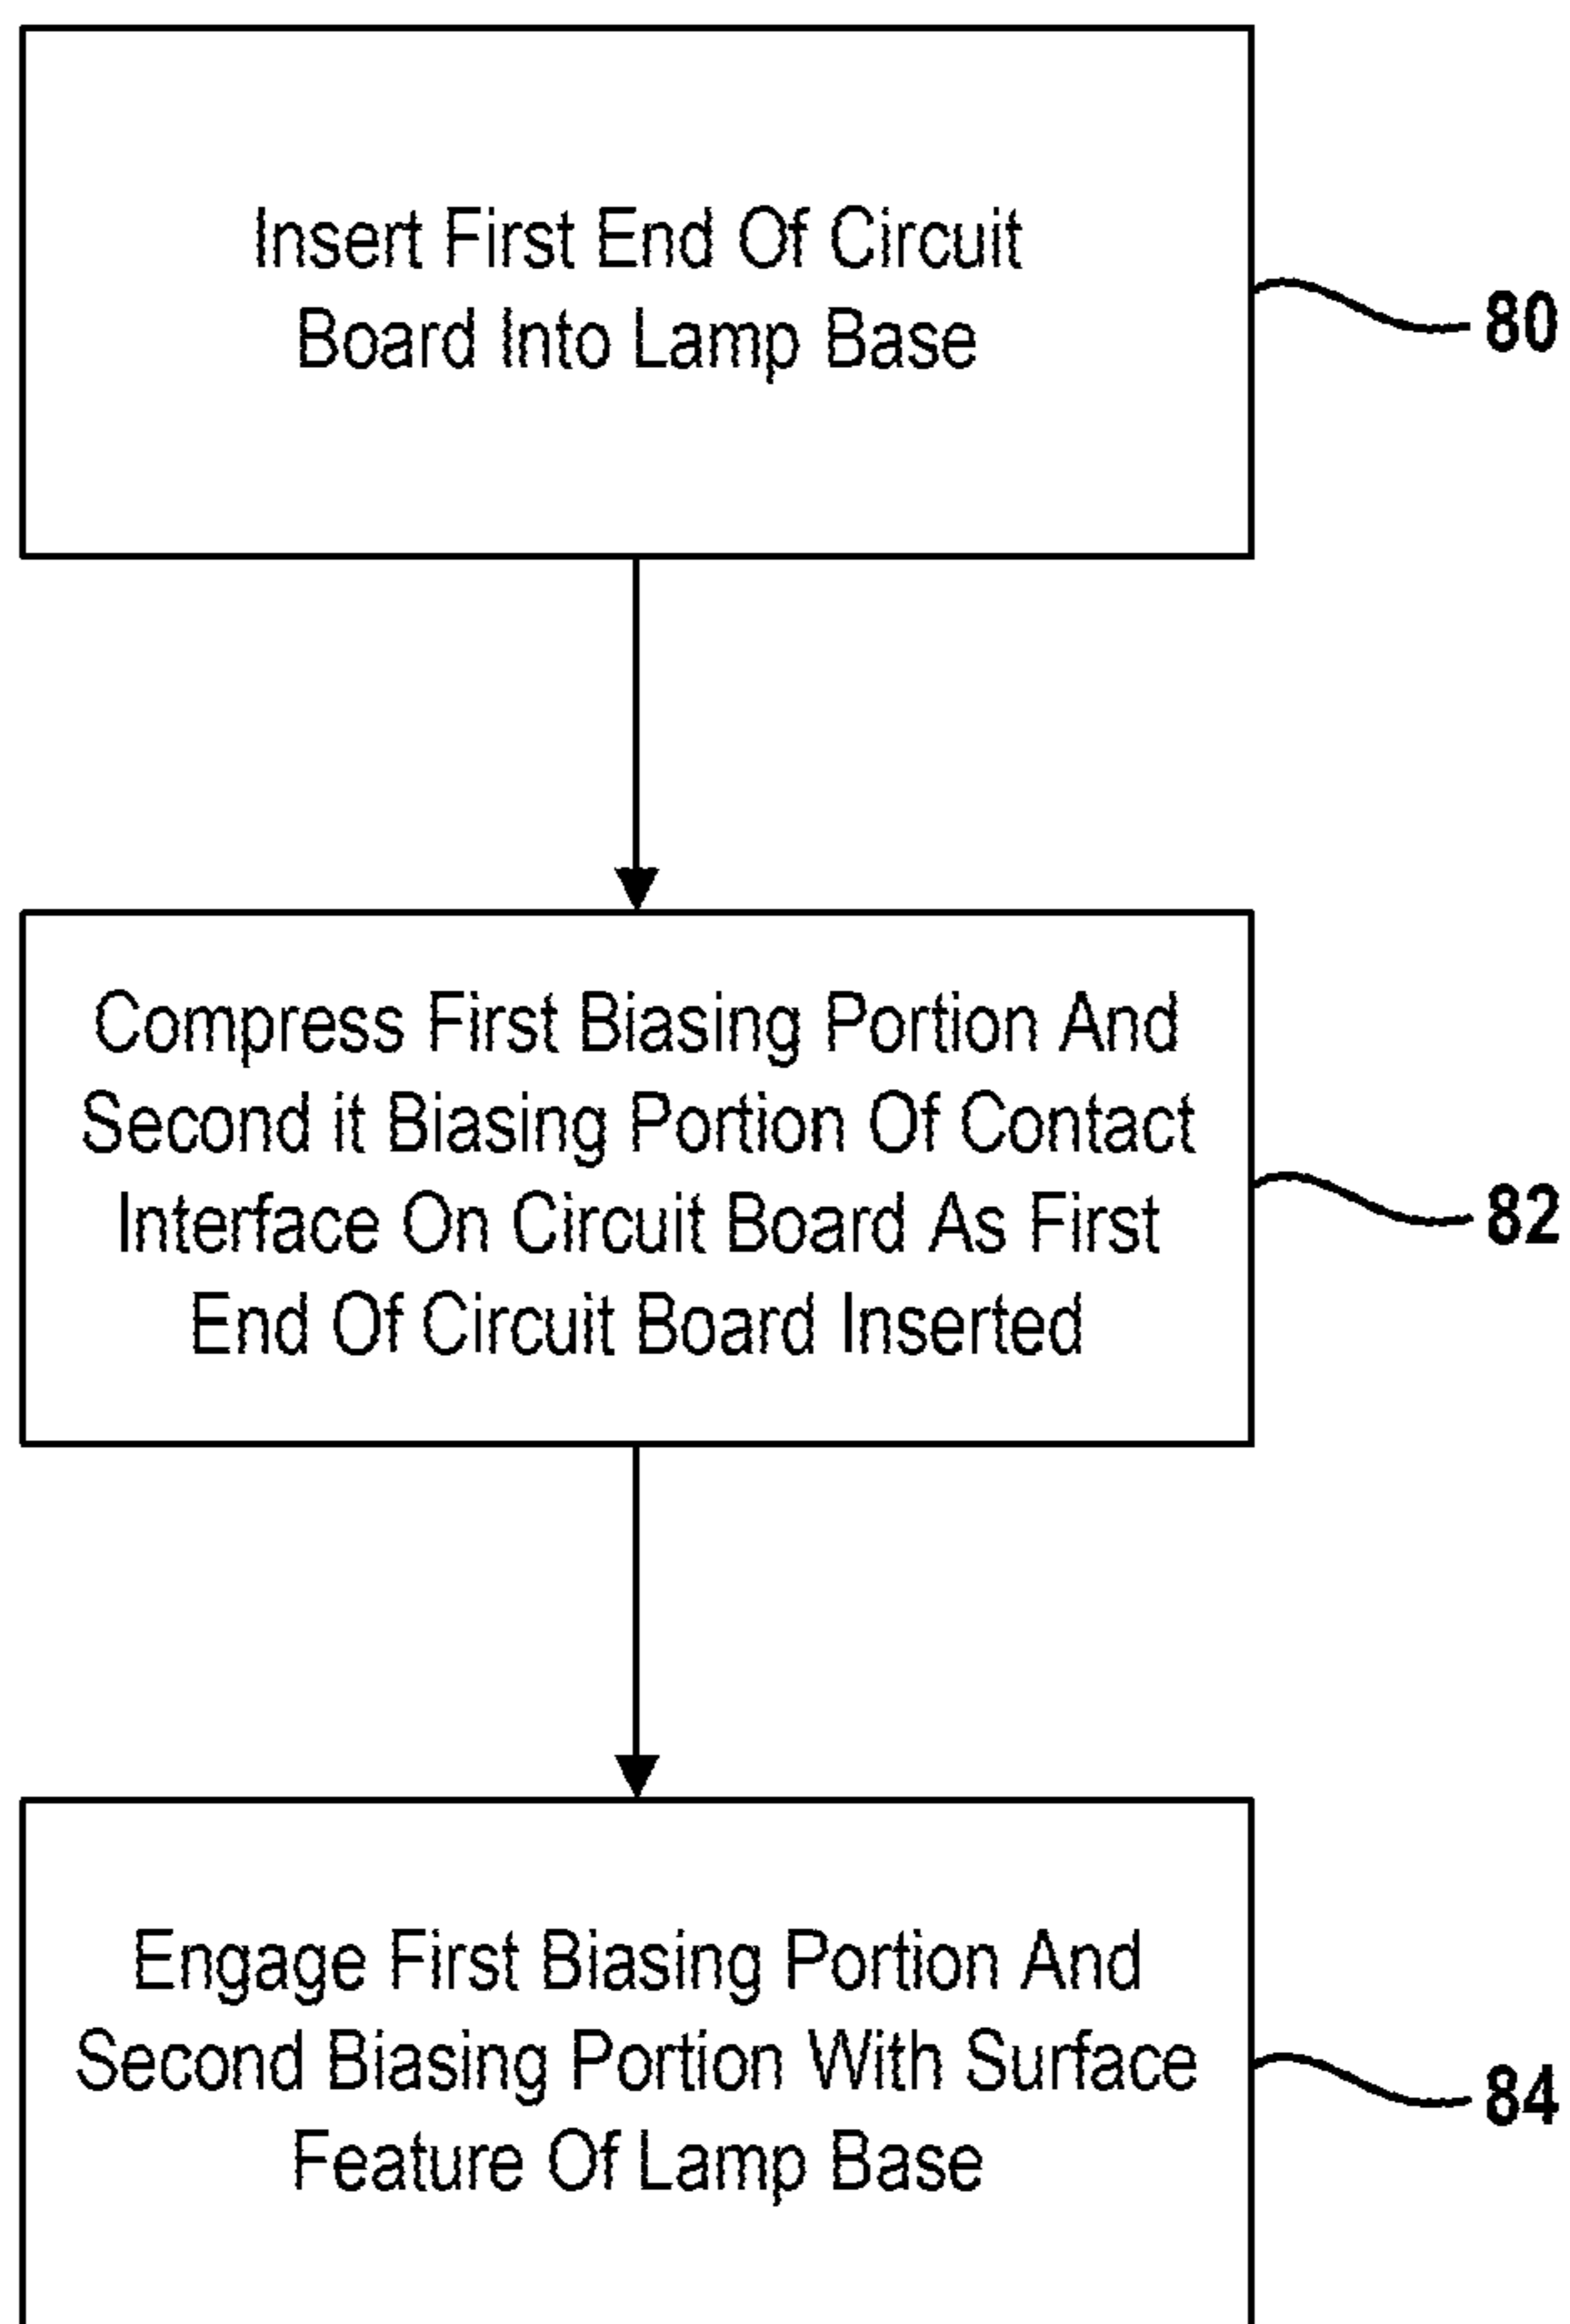 Insert First End Of Circuit
Board Into Lamp Base
80
Compress First Biasing Portion And
Second it Biasing Portion Of Contact
Interface On Circuit Board As First
End Of Circuit Board Inserted
82
Engage First Biasing Portion And
Second Biasing Portion With Surface
Feature Of Lamp Base
84